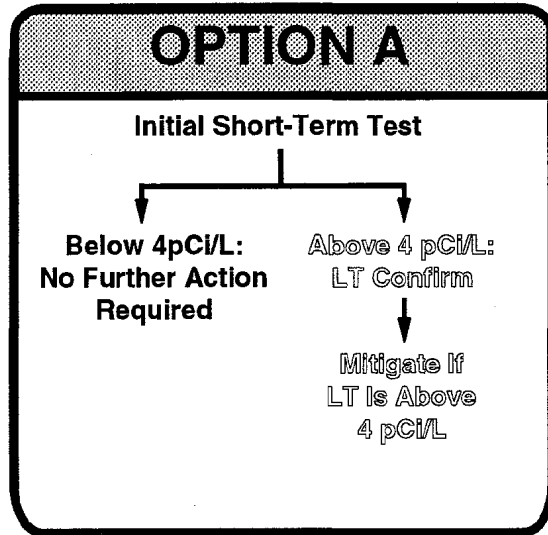 OPTION A
Initial Short-Term Test
Below 4pCi/L:
No Further Action
Required
Above 4 pCi/L:
LT Confirm
Mitigate If
LT Is Above
4 pCi/L